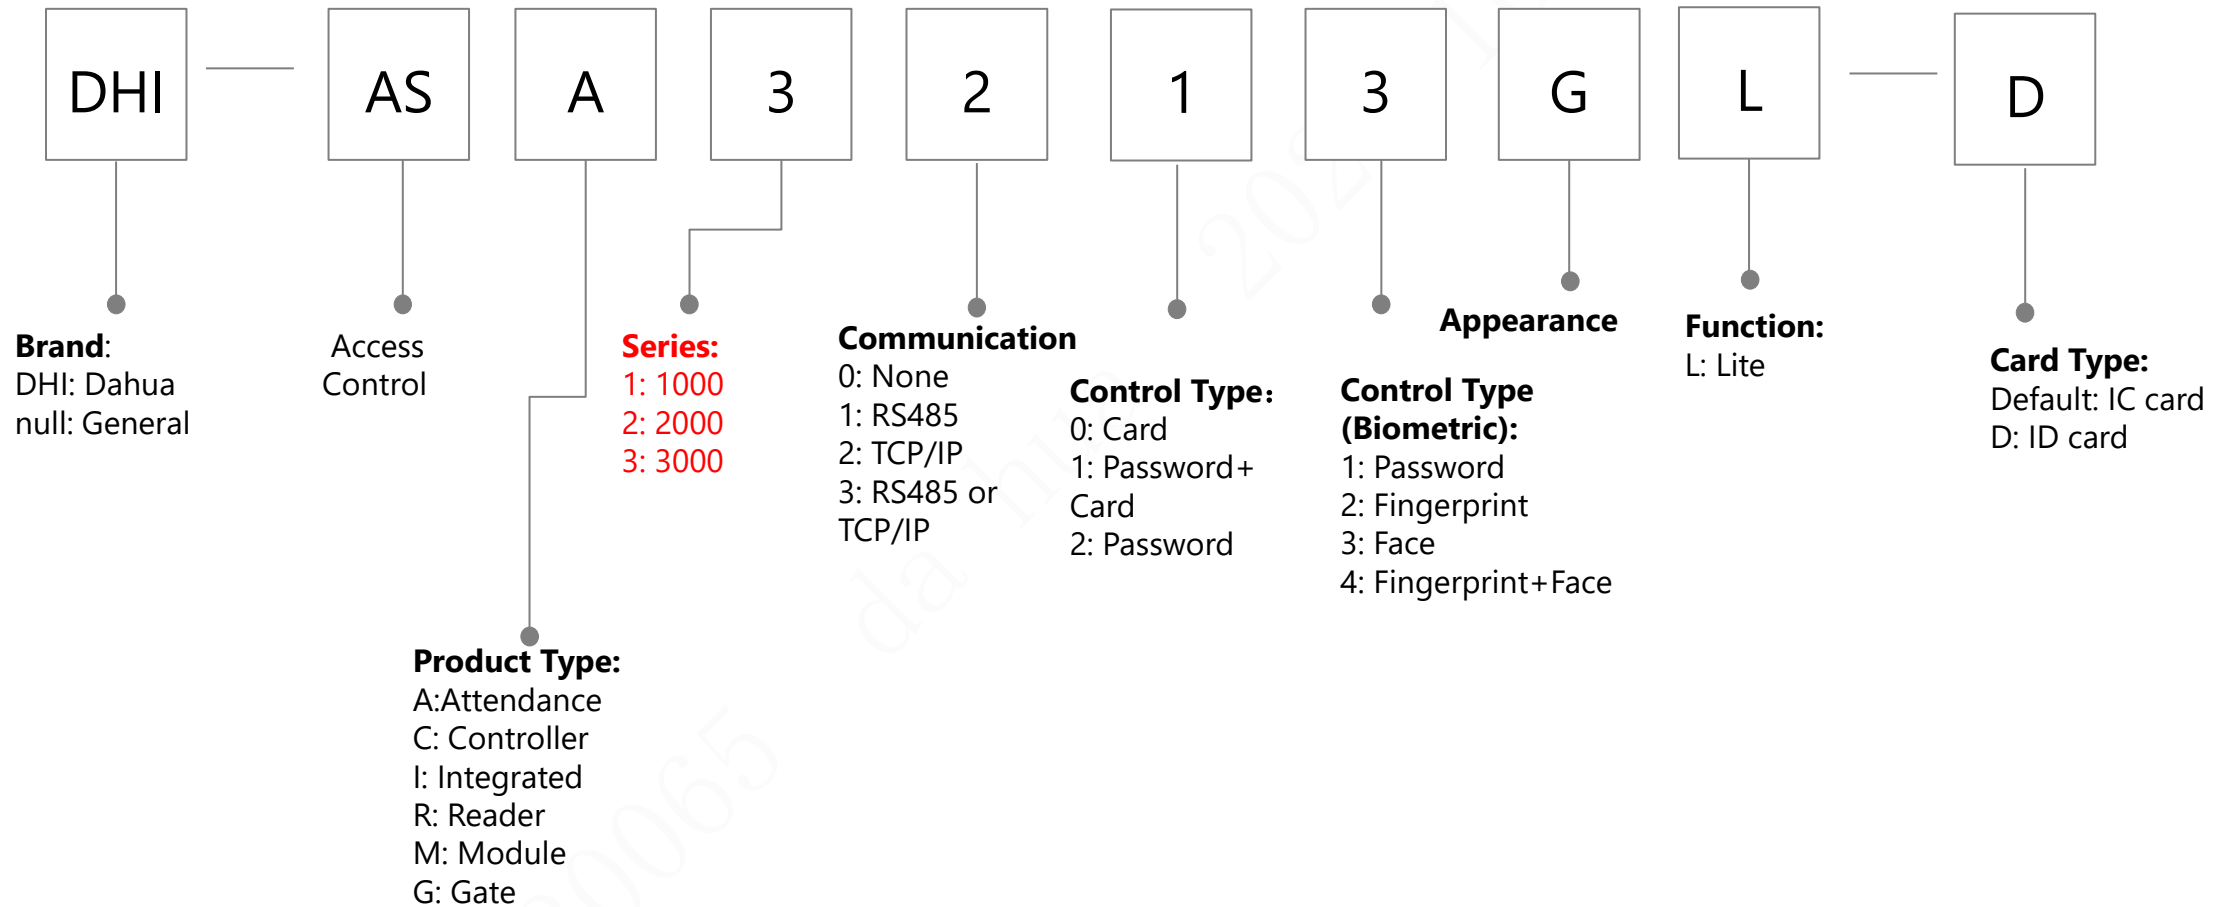 DHI AS A 3 2 1 3 G L D
Brand:
DHI: Dahua
null: General
Access
Control
Product Type:
A:Attendance
C: Controller
I: Integrated
R: Reader
M: Module
G: Gate
Series:
1: 1000
2: 2000
3: 3000
Communication
0: None
1: RS485
2: TCP/IP
3: RS485 or
TCP/IP
Control Type：
0: Card
1: Password+
Card
2: Password
Control Type
(Biometric):
1: Password
2: Fingerprint
3: Face
4: Fingerprint+Face
Appearance
Function:
L: Lite
Card Type:
Default: IC card
D: ID card